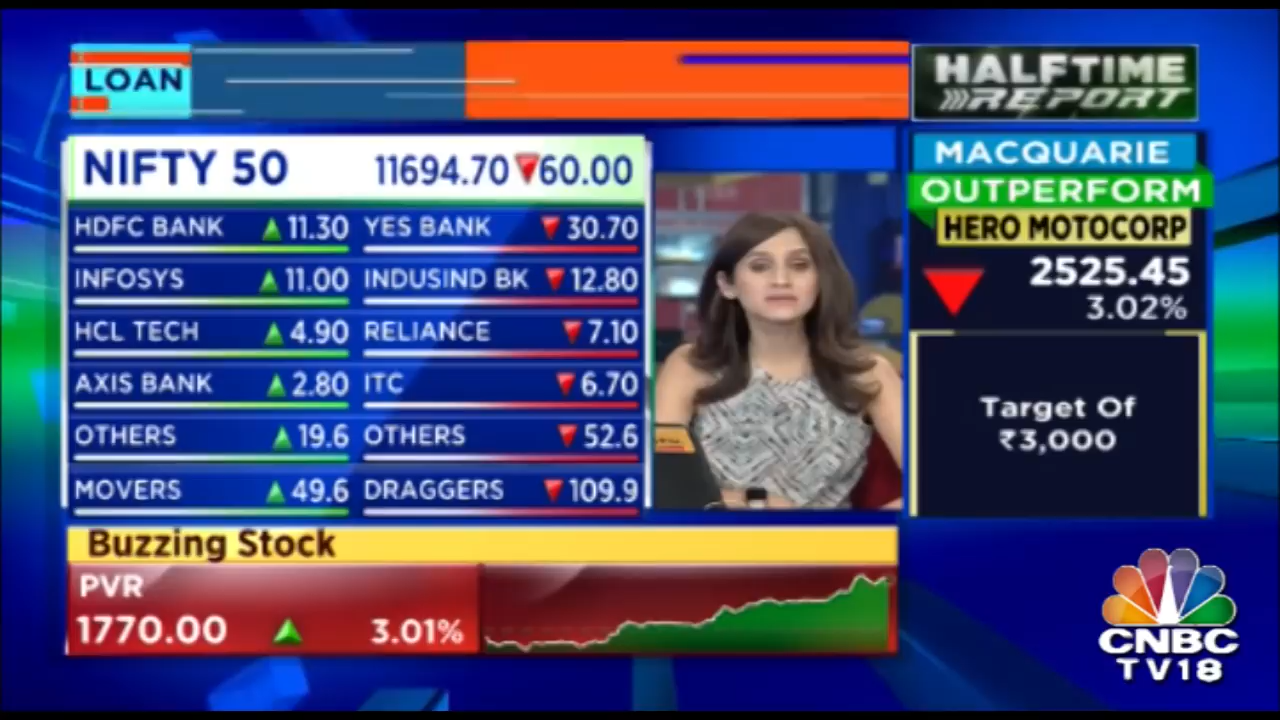 LOAN
HALFTIME
REPORT
NIFTY 50 11694.70 60.00
HDFC BANK 11.30 YES BANK 30.70
INFOSYS 11.00 INDUSIND BK 12.80
HCL TECH 4.90 RELIANCE 7.10
AXIS BANK 2.80 ITC 6.70
OTHERS 19.6 OTHERS 52.6
MOVERS 49.6 DRAGGERS 109.9
MACQUARIE
OUTPERFORM
HERO MOTOCORP
2525.45
3.02%
Target Of
₹3,000
Buzzing Stock
PVR
1770.00 3.01%
CNBC
TV18